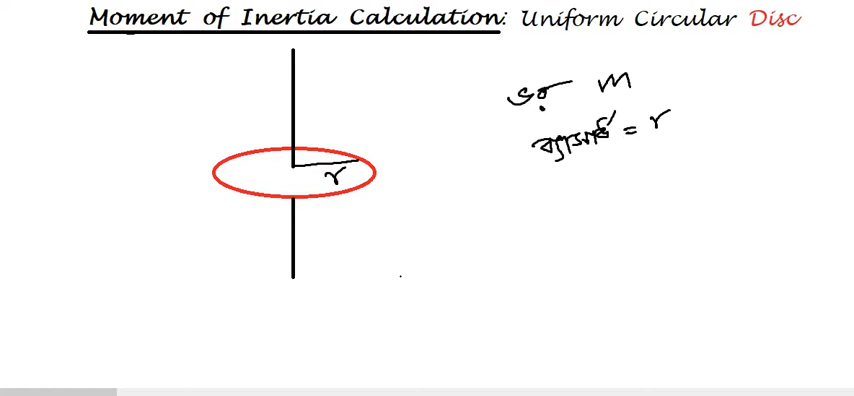 Moment of Inertia Calculation: Uniform Circular Disc
ভর m
ব্যাসার্ধ = r
r